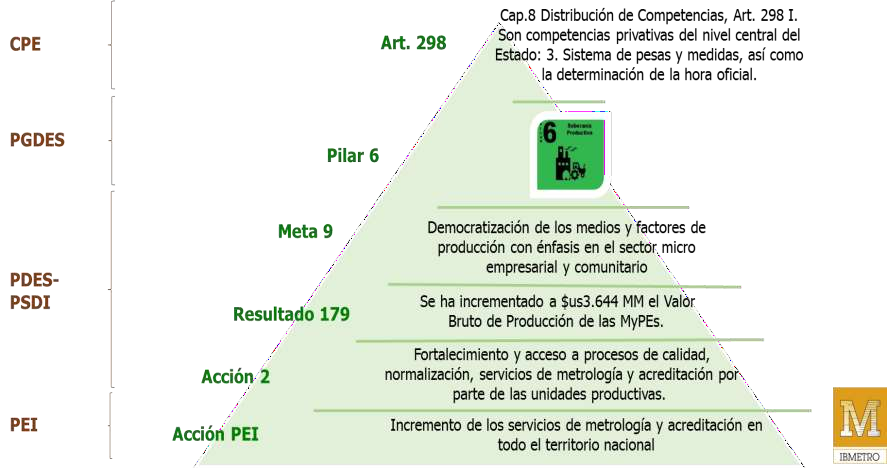 CPE
Art. 298
Cap.8 Distribución de Competencias, Art. 298 I.
Son competencias privativas del nivel central del
Estado: 3. Sistema de pesas y medidas, así como
la determinación de la hora oficial.
PGDES
Pilar 6
6
Soberanía
Productiva
PDES-
PSDI
Meta 9
Democratización de los medios y factores de
producción con énfasis en el sector micro
empresarial y comunitario
Resultado 179
Se ha incrementado a $us3.644 MM el Valor
Bruto de Producción de las MyPEs.
Acción 2
Fortalecimiento y acceso a procesos de calidad,
normalización, servicios de metrología y acreditación por
parte de las unidades productivas.
PEI
Acción PEI
Incremento de los servicios de metrología y acreditación en
todo el territorio nacional
M
IBMETRO